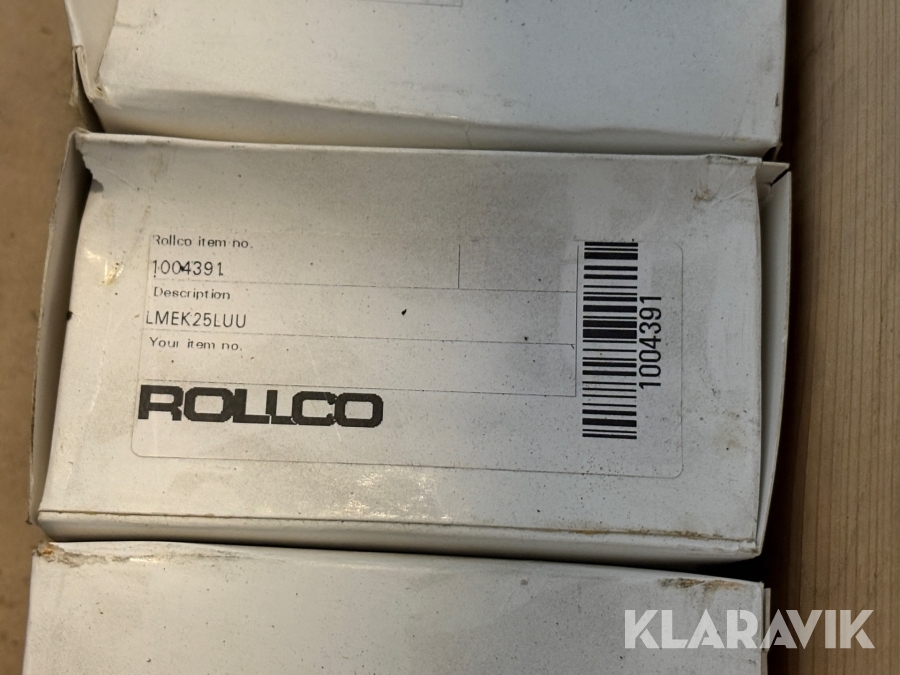 Rollco item no.
1004391
Description
LMEK25LUU
Your item no.
ROLLCO
1004391
KLARAVIK